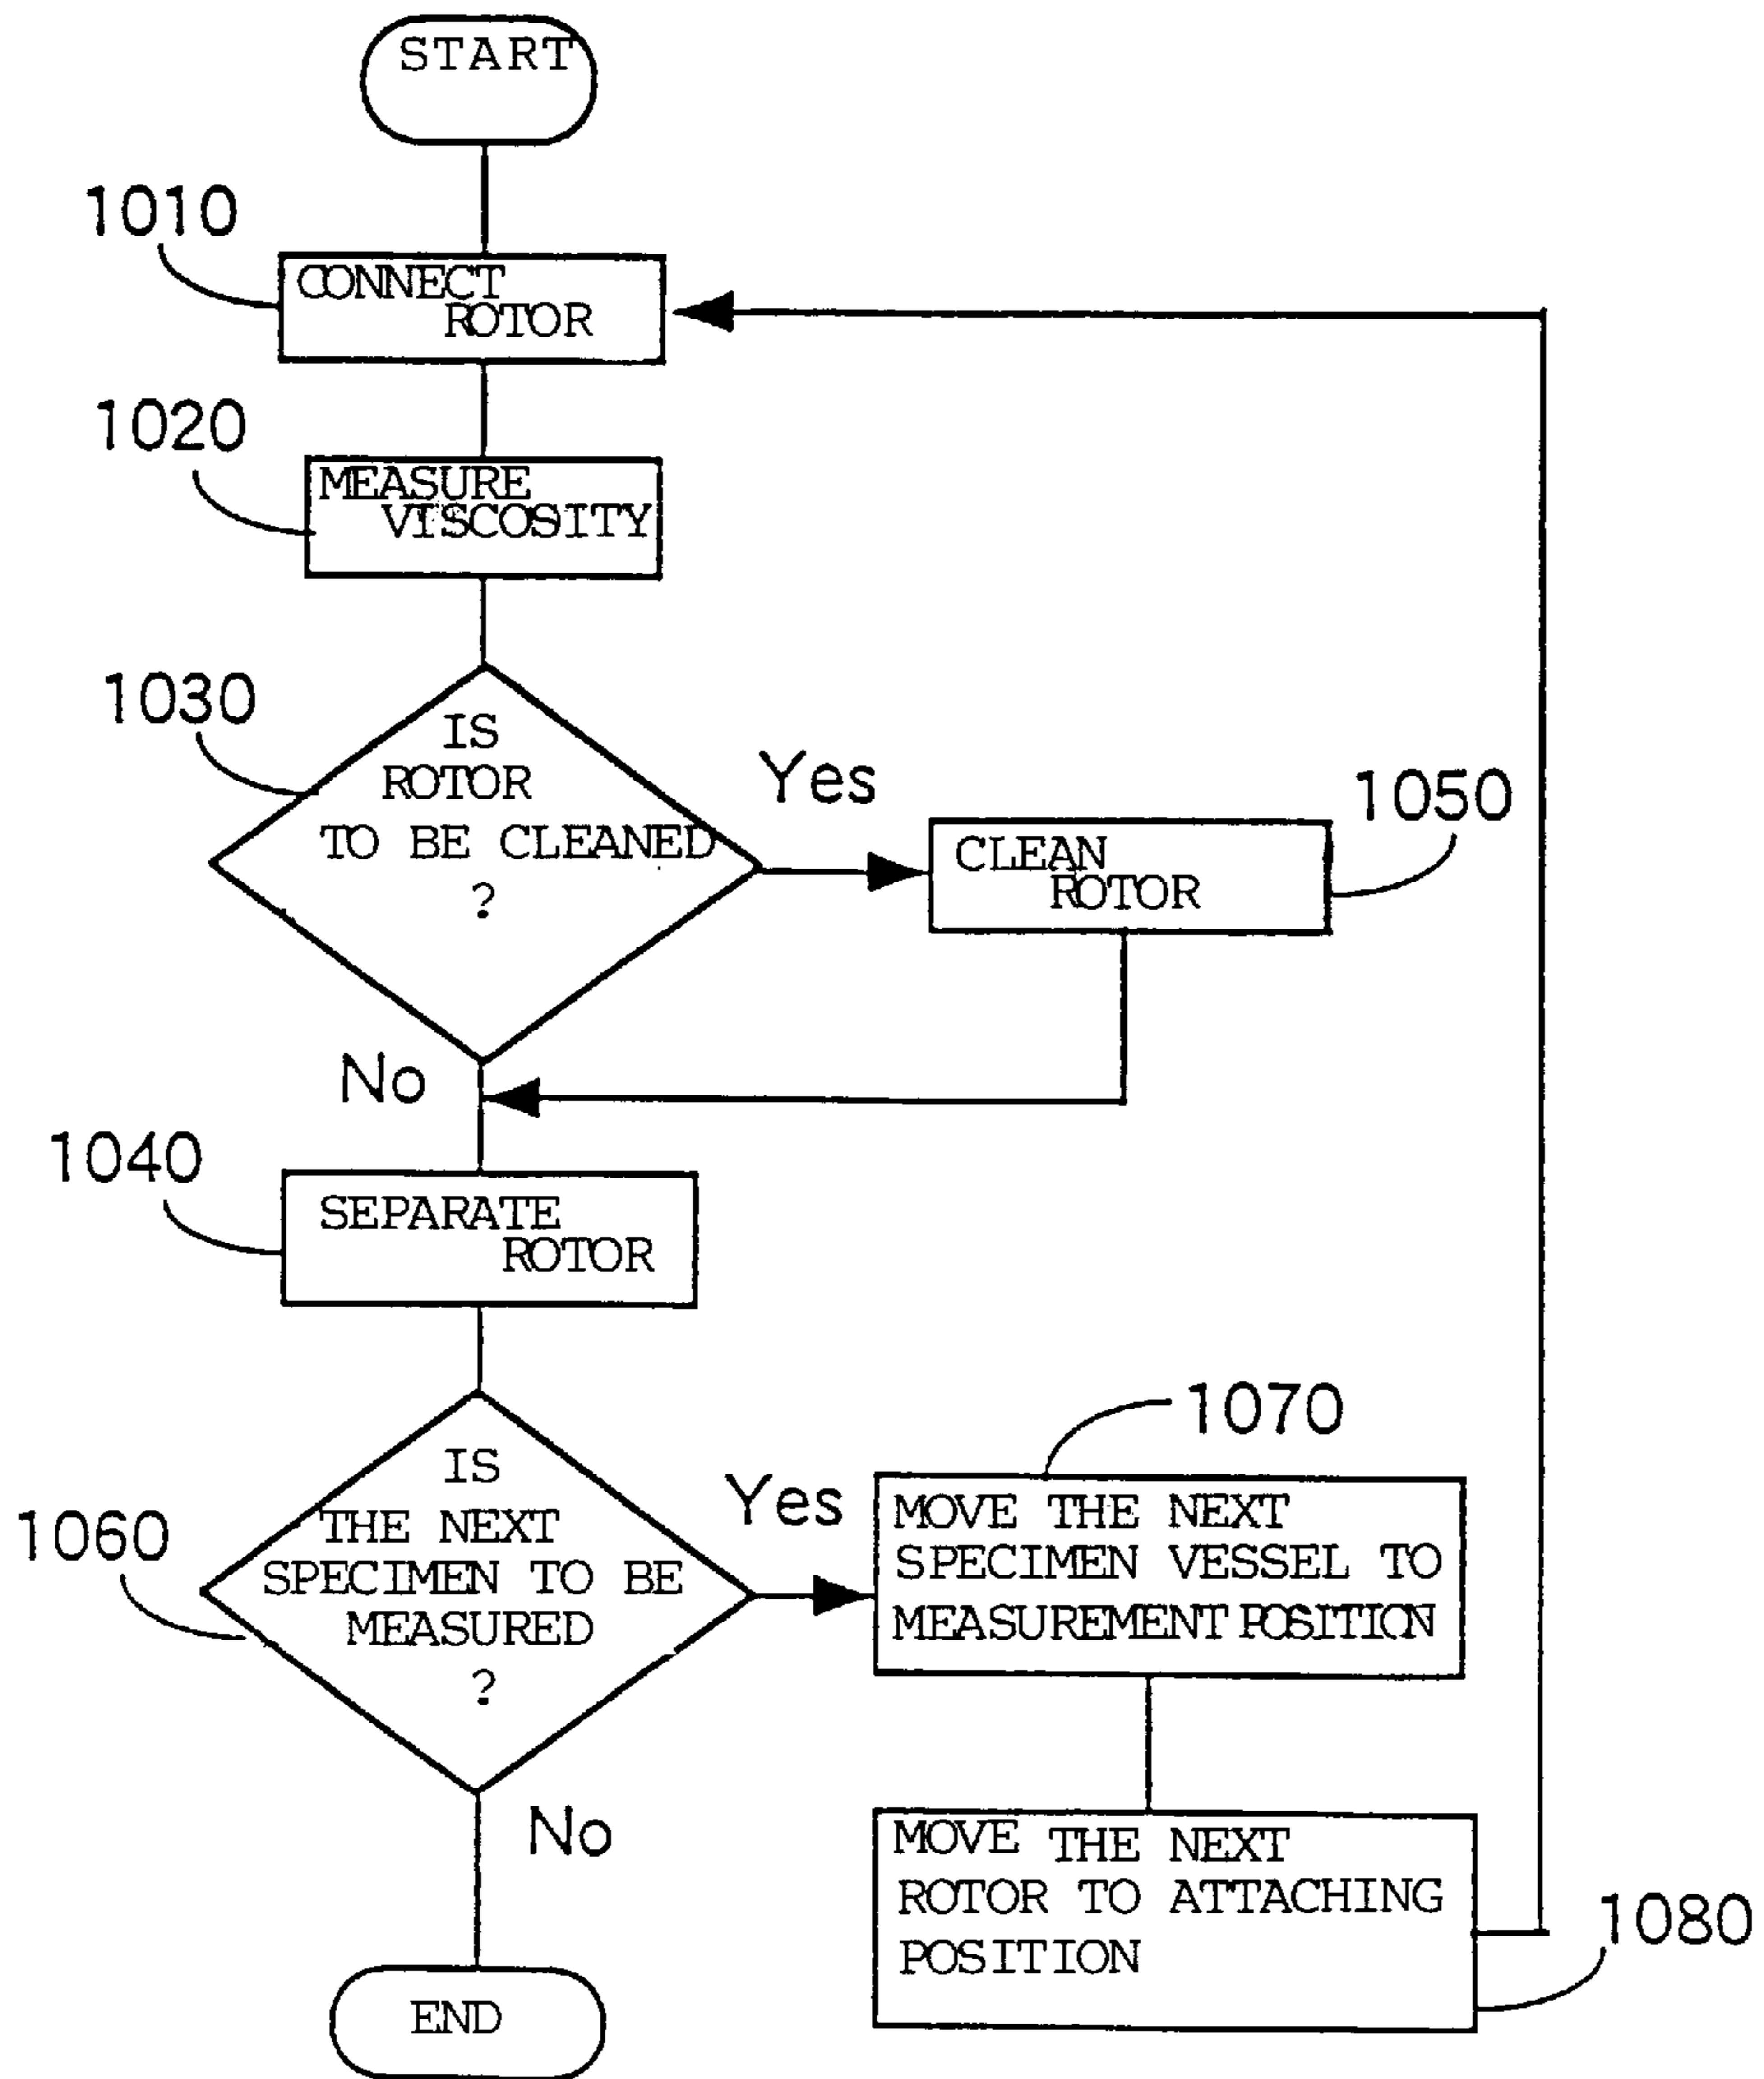 START
1010
CONNECT
ROTOR
1020
MEASURE
VISCOSITY
1030
IS
ROTOR
TO BE CLEANED
?
Yes
1050
CLEAN
ROTOR
No
1040
SEPARATE
ROTOR
1060
IS
THE NEXT
SPECIMEN TO BE
MEASURED
?
Yes
1070
MOVE THE NEXT
SPECIMEN VESSEL TO
MEASUREMENT POSITION
No
MOVE THE NEXT
ROTOR TO ATTACHING
POSITION
1080
END